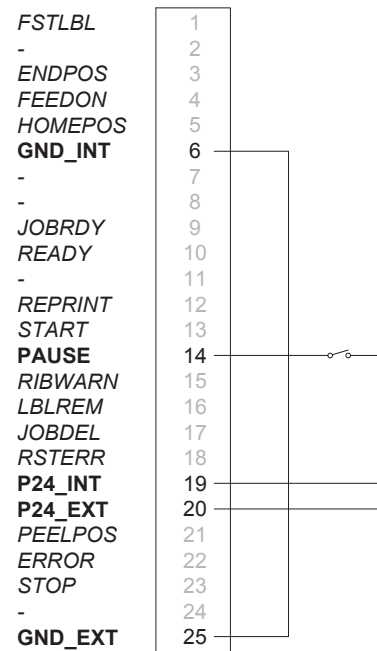 FSTLBL 1
- 2
ENDPOS 3
FEEDON 4
HOMEPOS 5
GND_INT 6
- 7
- 8
JOBRDY 9
READY 10
- 11
REPRINT 12
START 13
PAUSE 14
RIBWARN 15
LBLREM 16
JOBDEL 17
RSTERR 18
P24_INT 19
P24_EXT 20
PEELPOS 21
ERROR 22
STOP 23
- 24
GND_EXT 25